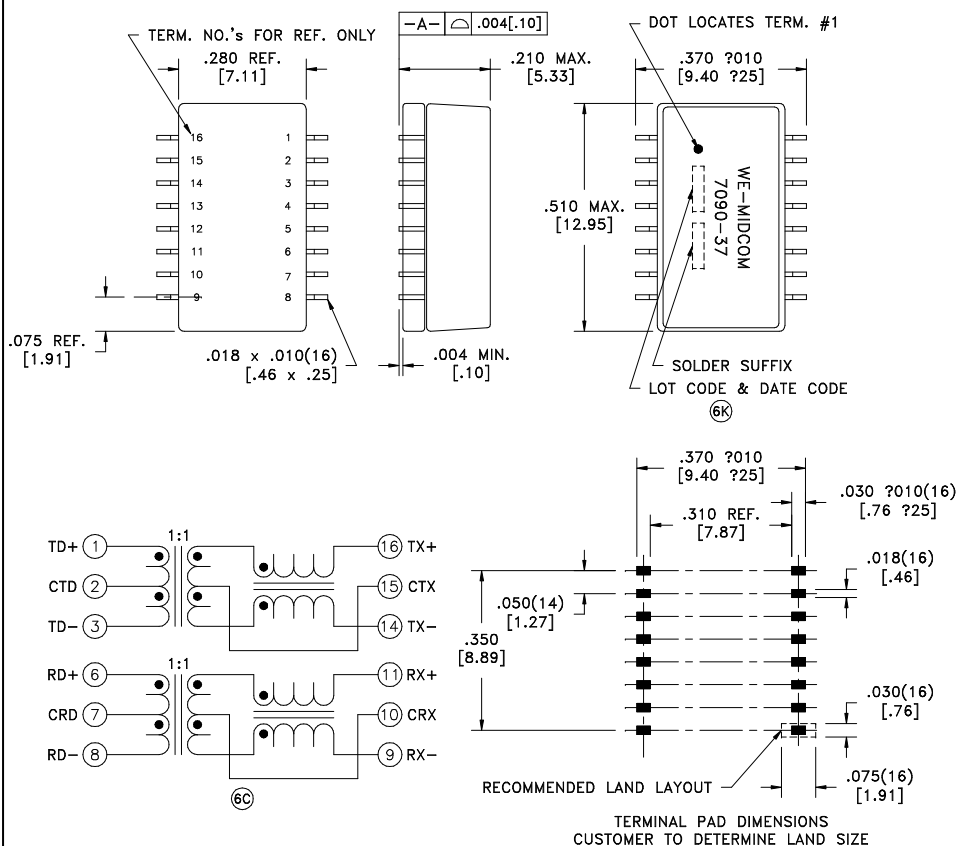 TERM. NO.'s FOR REF. ONLY
.280 REF.
[7.11]
16
15
14
13
12
11
10
9
1
2
3
4
5
6
7
8
.075 REF.
[1.91]
.018 x .010(16)
[.46 x .25]
-A- .004[.10]
.210 MAX.
[5.33]
.004 MIN.
[.10]
DOT LOCATES TERM. #1
.370 ?010
[9.40 ?25]
.510 MAX.
[12.95]
WE-MIDCOM
7090-37
SOLDER SUFFIX
LOT CODE & DATE CODE
6K
TD+ 1
CTD 2
TD- 3
1:1
16 TX+
15 CTX
14 TX-
RD+ 6
CRD 7
RD- 8
1:1
11 RX+
10 CRX
9 RX-
6C
.370 ?010
[9.40 ?25]
.030 ?010(16)
[.76 ?25]
.310 REF.
[7.87]
.018(16)
[.46]
.050(14)
[1.27]
.350
[8.89]
.030(16)
[.76]
.075(16)
[1.91]
RECOMMENDED LAND LAYOUT
TERMINAL PAD DIMENSIONS
CUSTOMER TO DETERMINE LAND SIZE